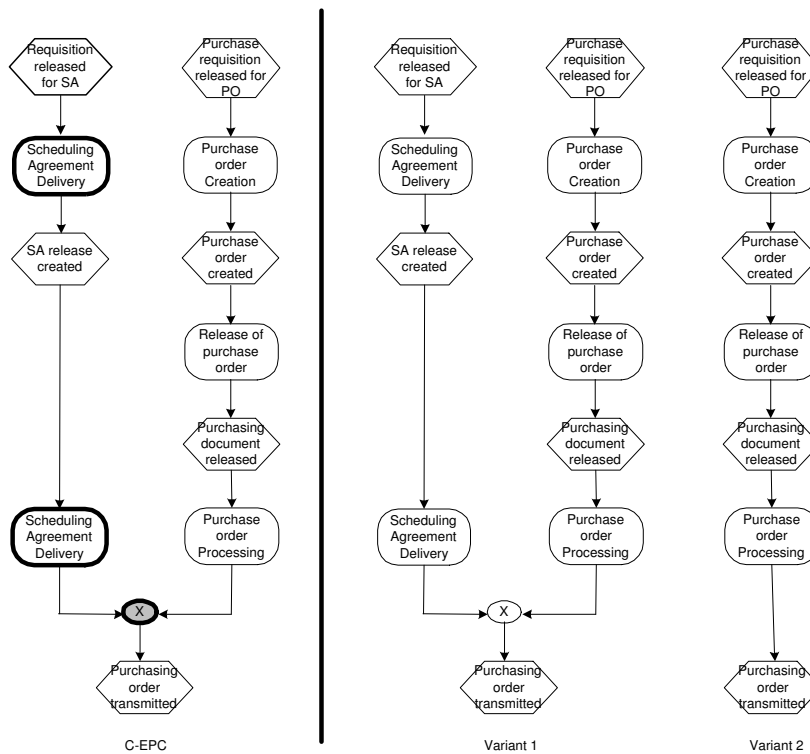 Requisition
released
for SA
Purchase
requisition
released for
PO
Scheduling
Agreement
Delivery
Purchase
order
Creation
SA release
created
Purchase
order
created
Release of
purchase
order
Purchasing
document
released
Scheduling
Agreement
Delivery
Purchase
order
Processing
X
Purchasing
order
transmitted
C-EPC
Requisition
released
for SA
Purchase
requisition
released for
PO
Scheduling
Agreement
Delivery
Purchase
order
Creation
SA release
created
Purchase
order
created
Release of
purchase
order
Purchasing
document
released
Scheduling
Agreement
Delivery
Purchase
order
Processing
X
Purchasing
order
transmitted
Variant 1
Purchase
requisition
released for
PO
Purchase
order
Creation
Purchase
order
created
Release of
purchase
order
Purchasing
document
released
Purchase
order
Processing
Purchasing
order
transmitted
Variant 2